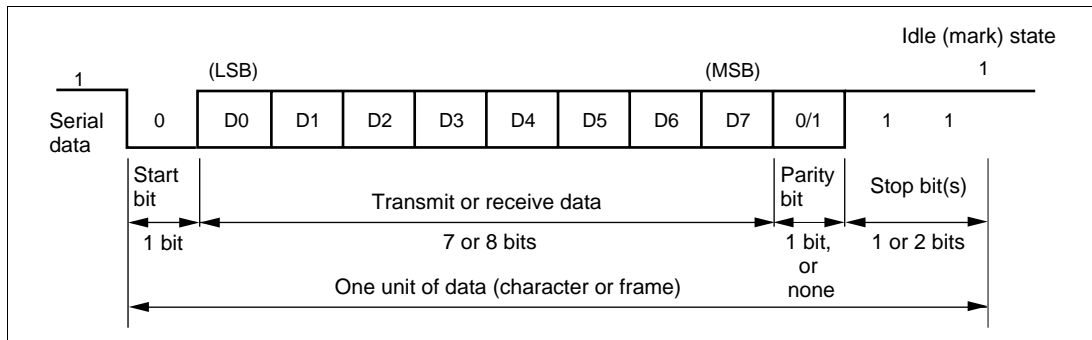 Idle (mark) state
1 (LSB) (MSB) 1
Serial data
0 D0 D1 D2 D3 D4 D5 D6 D7 0/1 1 1
Start bit
Transmit or receive data
Parity bit
Stop bit(s)
1 bit
7 or 8 bits
1 bit, or none
1 or 2 bits
One unit of data (character or frame)